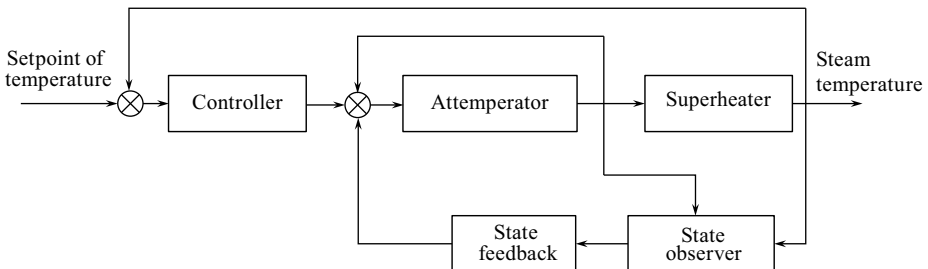 Setpoint of
temperature
Controller
Attemperator
Superheater
Steam
temperature
State
feedback
State
observer